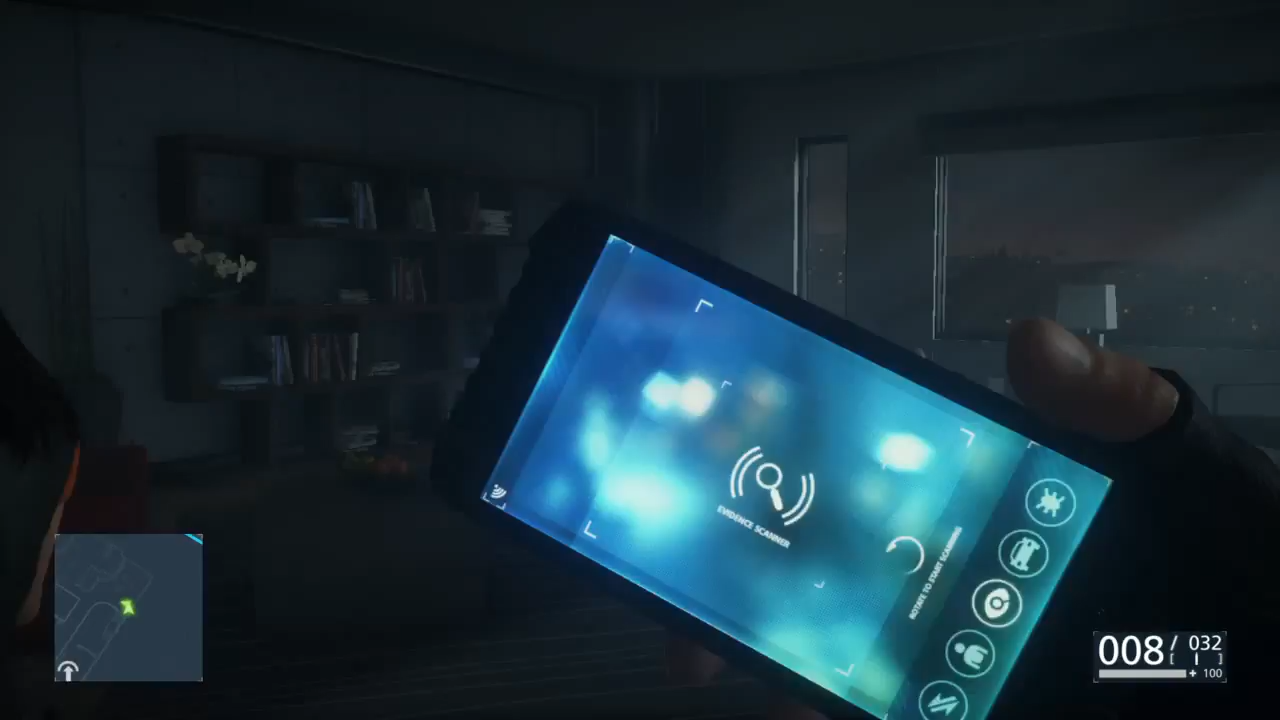 EVIDENCE SCANNER
ROTATE TO START SCANNING
008 / 032
[ | ]
+ 100